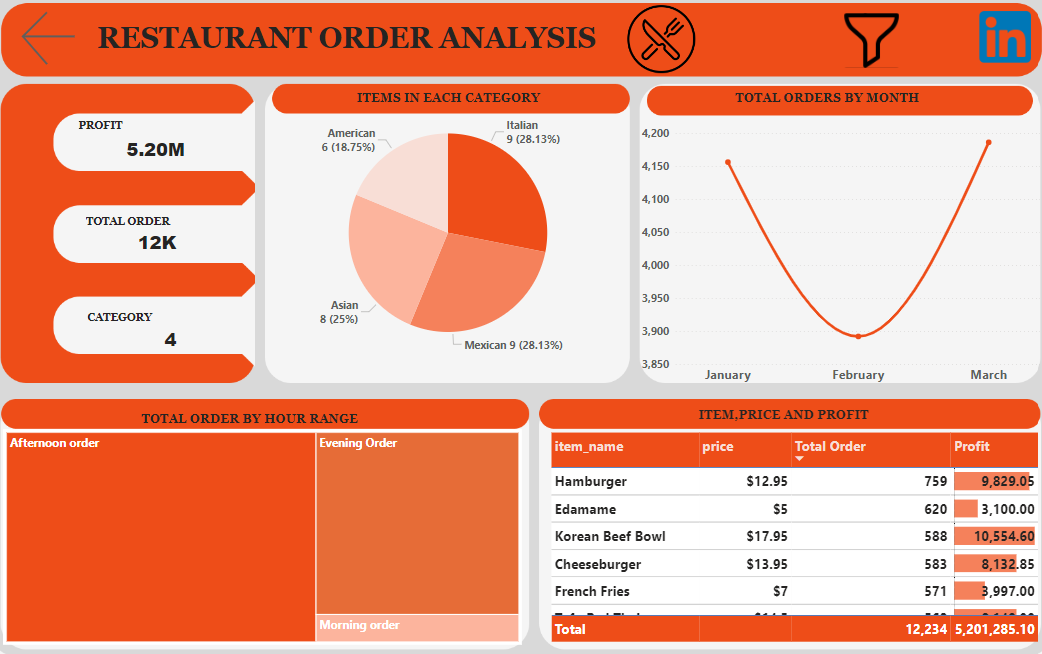 RESTAURANT ORDER ANALYSIS
in
PROFIT
5.20M
TOTAL ORDER
12K
CATEGORY
4
ITEMS IN EACH CATEGORY
American
6 (18.75%)
Italian
9 (28.13%)
Asian
8 (25%)
Mexican 9 (28.13%)
TOTAL ORDERS BY MONTH
4,200
4,150
4,100
4,050
4,000
3,950
3,900
3,850
January February March
TOTAL ORDER BY HOUR RANGE
Afternoon order
Evening Order
Morning order
ITEM,PRICE AND PROFIT
item_name price Total Order Profit
Hamburger $12.95 759 9,829.05
Edamame $5 620 3,100.00
Korean Beef Bowl $17.95 588 10,554.60
Cheeseburger $13.95 583 8,132.85
French Fries $7 571 3,997.00
Total 12,234 5,201,285.10